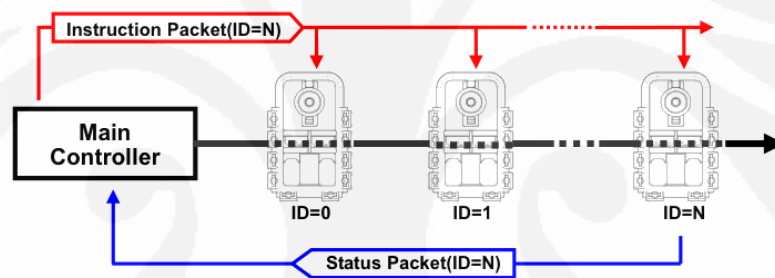 Instruction Packet(ID=N)
Main
Controller
ID=0
ID=1
ID=N
Status Packet(ID=N)